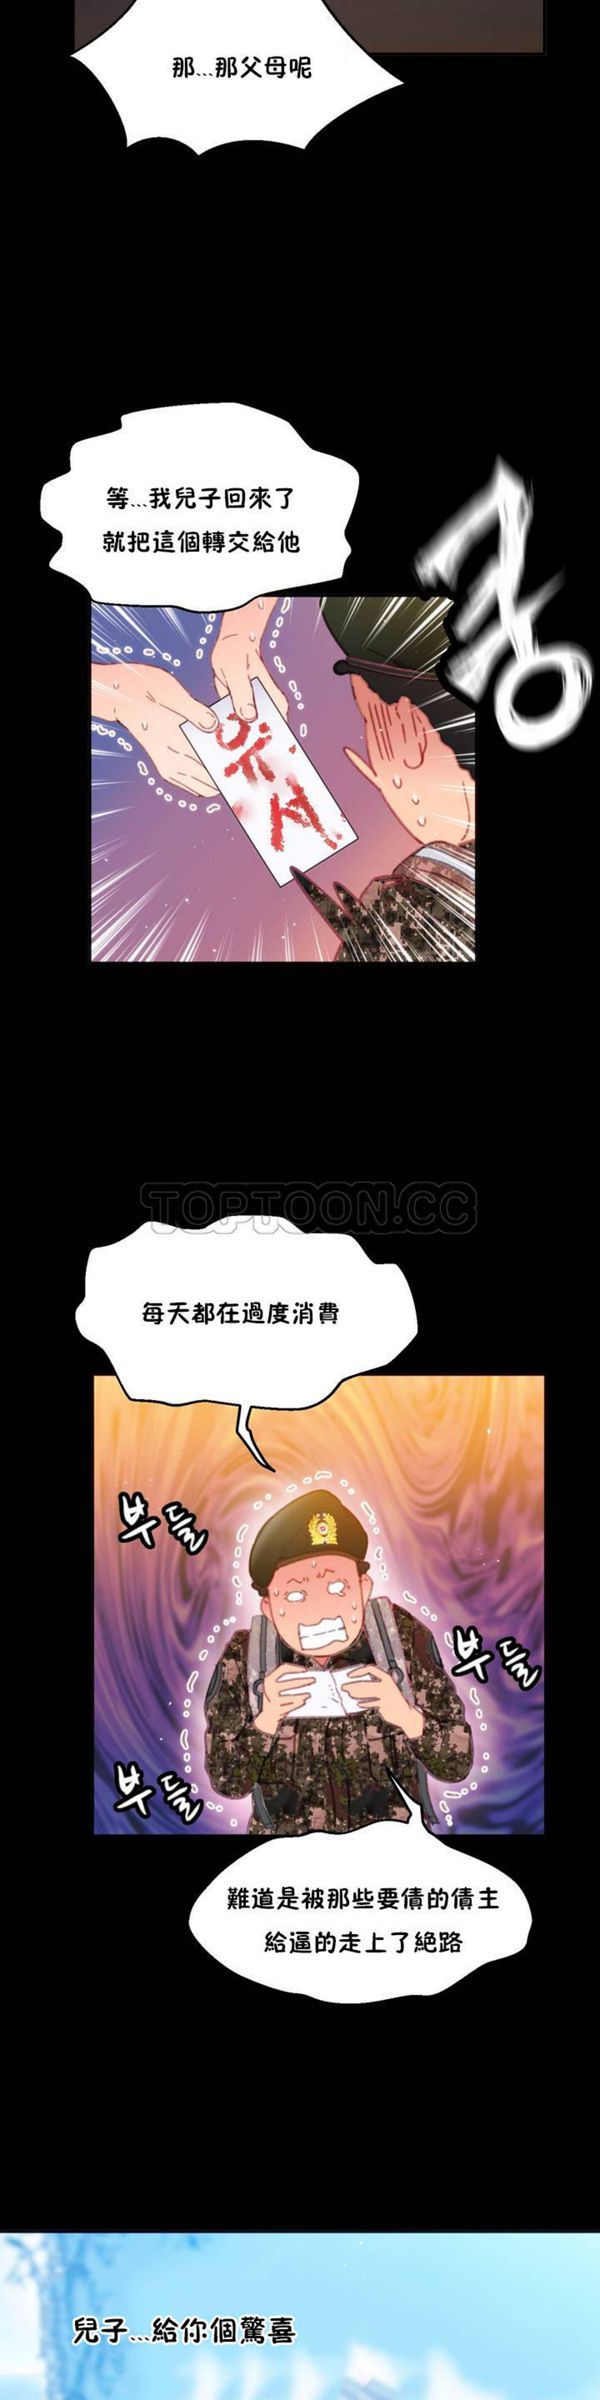 那...那父母呢
等...我兒子回來了
就把這個轉交給他
쿵
유서
TOPTOON.CC
每天都在過度消費
부들
부들
부들
難道是被那些要債的債主
給逼的走上了絕路
兒子...給你個驚喜